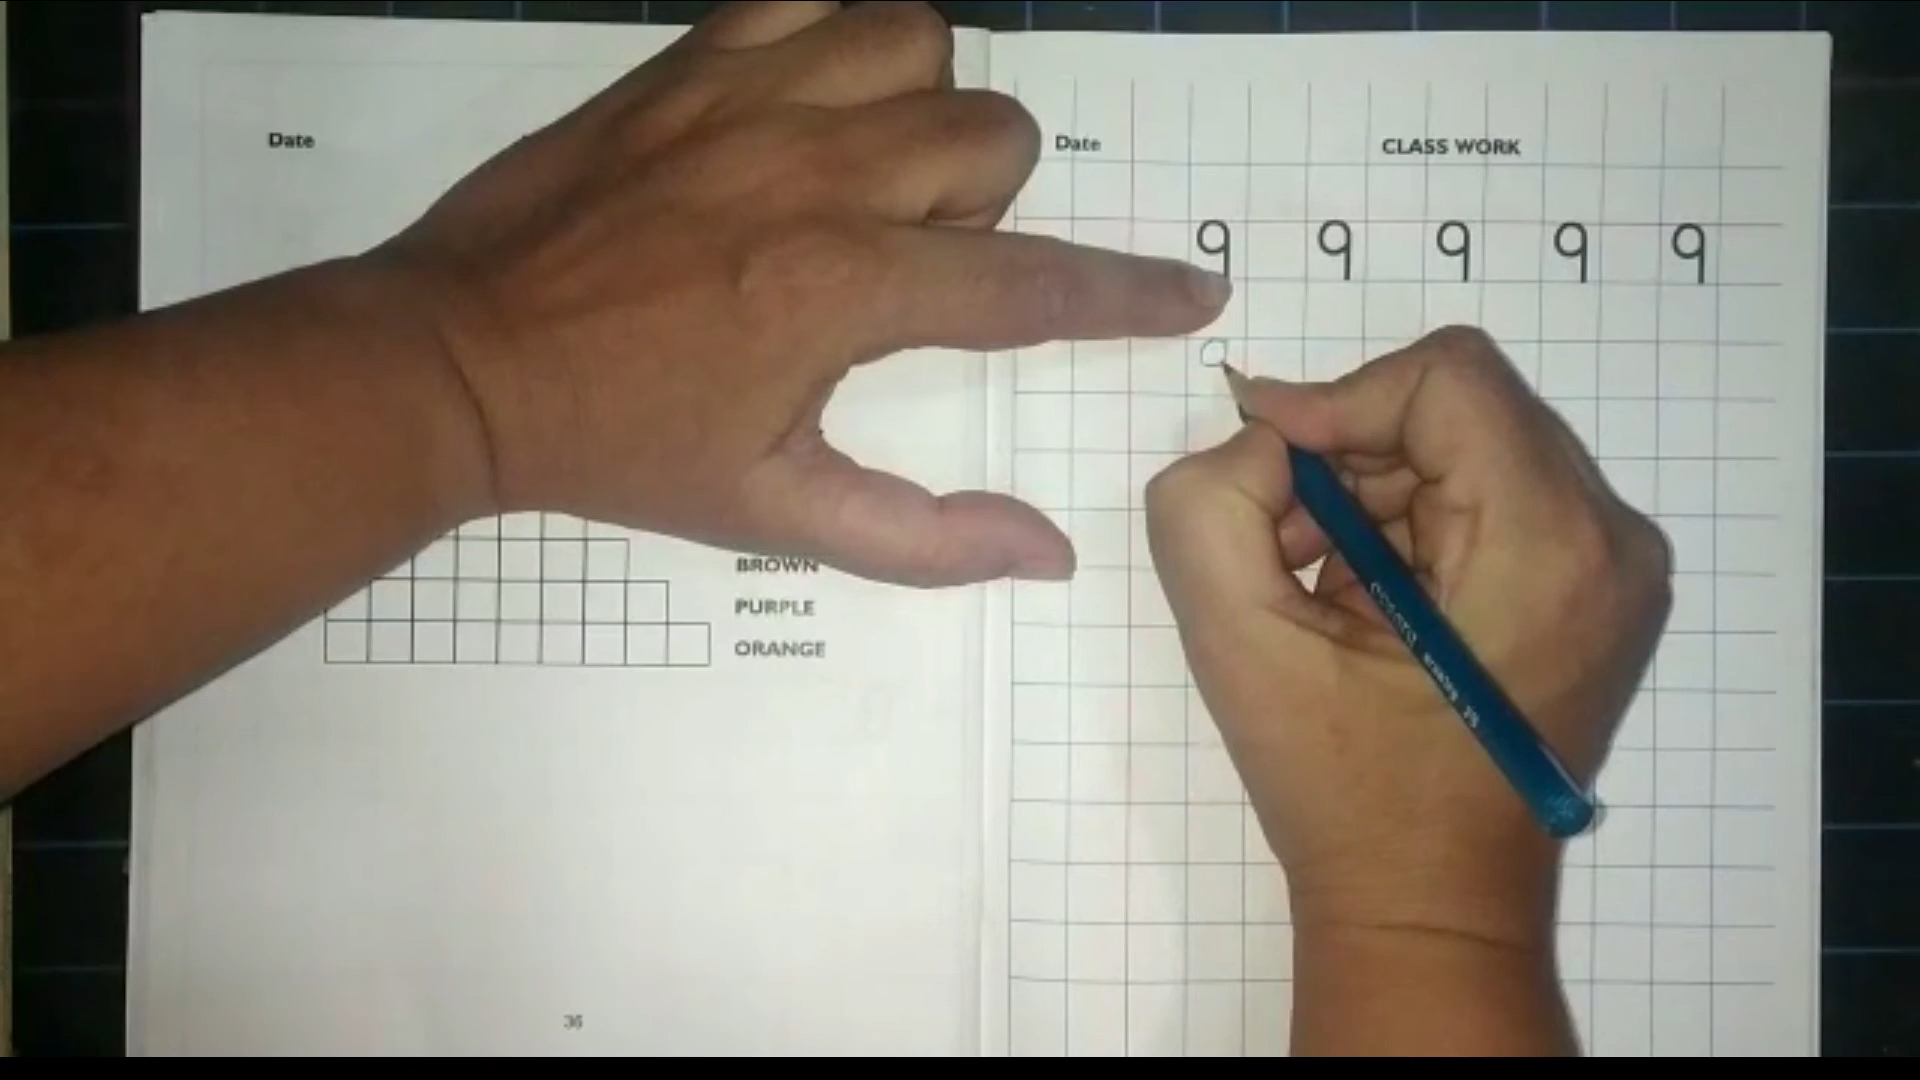 Date
BROWN
PURPLE
ORANGE
36
Date CLASS WORK
9 9 9 9 9